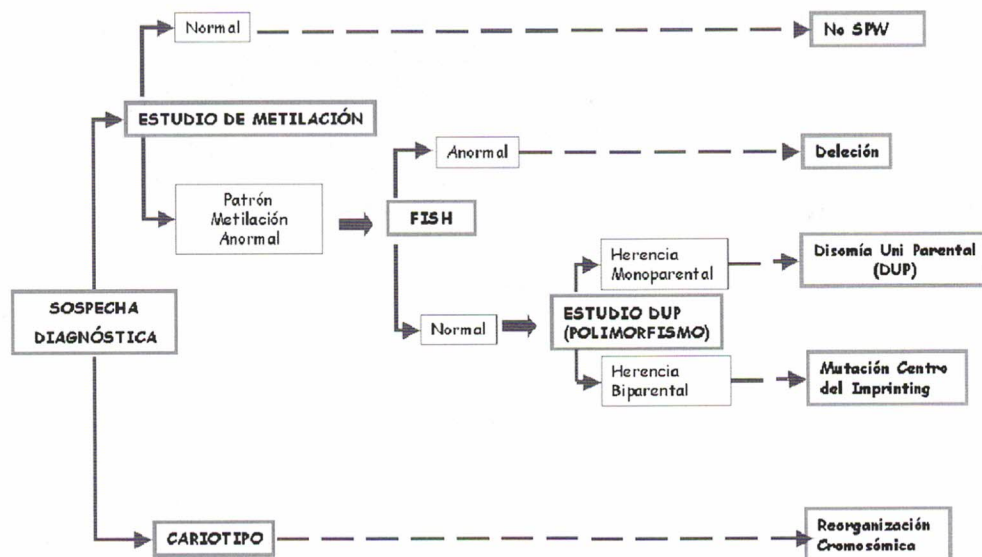 Normal
No SPW
ESTUDIO DE METILACIÓN
Anormal
Deleción
Patrón
Metilación
Anormal
FISH
Herencia
Monoparental
Disomía Uni Parental
(DUP)
SOSPECHA
DIAGNÓSTICA
Normal
ESTUDIO DUP
(POLIMORFISMO)
Herencia
Biparental
Mutación Centro
del Imprinting
CARIOTIPO
Reorganización
Cromosómica